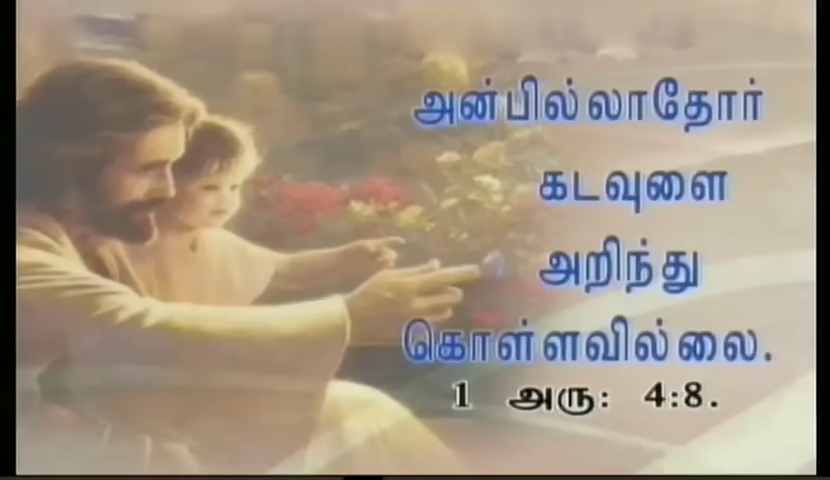 அன்பில்லாதோர்
கடவுளை
அறிந்து
கொள்ளவில்லை.
1 அரு: 4:8.